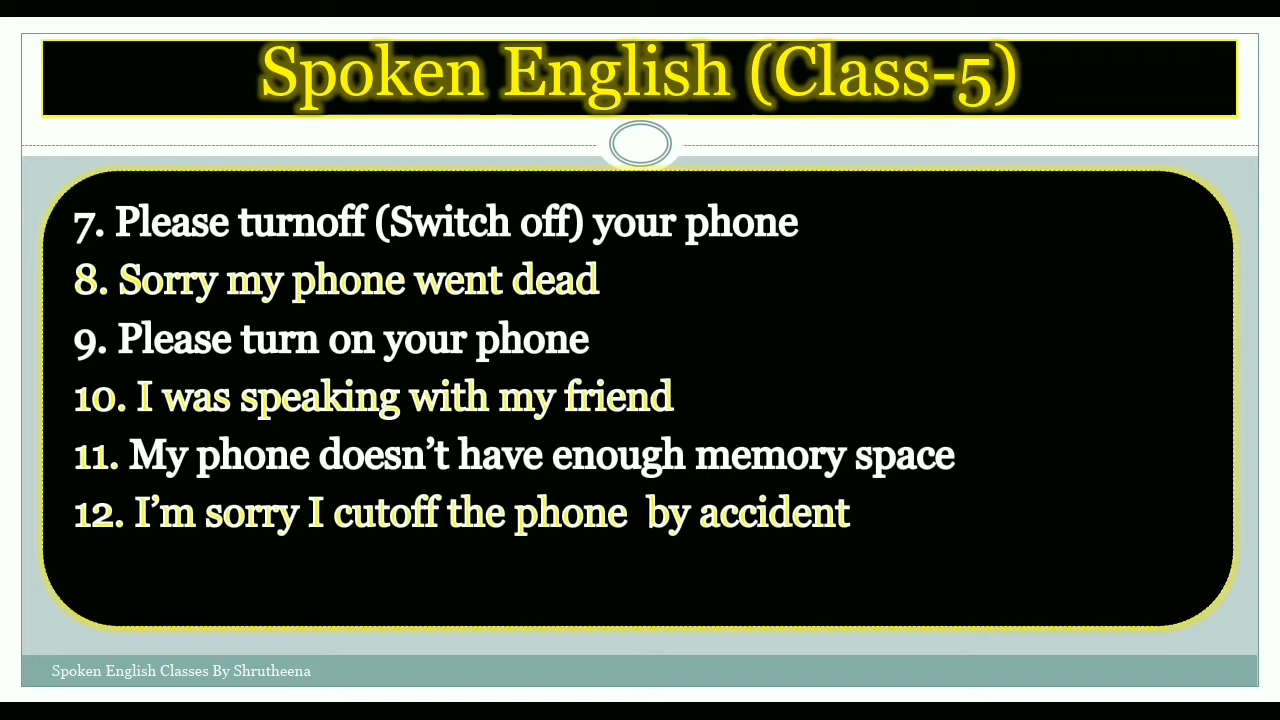 Spoken English (Class-5)
7. Please turnoff (Switch off) your phone
8. Sorry my phone went dead
9. Please turn on your phone
10. I was speaking with my friend
11. My phone doesn’t have enough memory space
12. I’m sorry I cutoff the phone  by accident
Spoken English Classes By Shrutheena